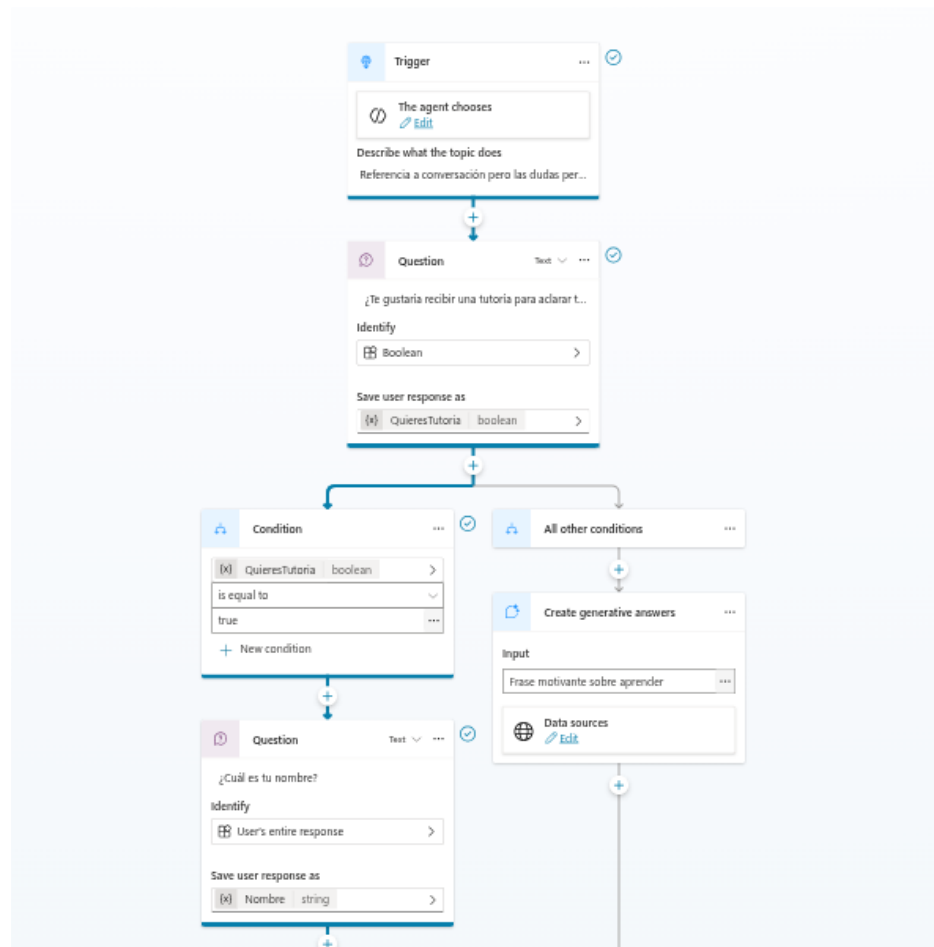 Trigger
The agent chooses
Edit
Describe what the topic does
Referencia a conversación pero las dudas per...
Question
Text
¿Te gustaria recibir una tutoria para aclarar t...
Identify
Boolean
Save user response as
{x} QuieresTutoria boolean
Condition
{x} QuieresTutoria boolean
is equal to
true
New condition
Question
Text
¿Cuál es tu nombre?
Identify
User's entire response
Save user response as
{x} Nombre string
All other conditions
Create generative answers
Input
Frase motivante sobre aprender
Data sources
Edit